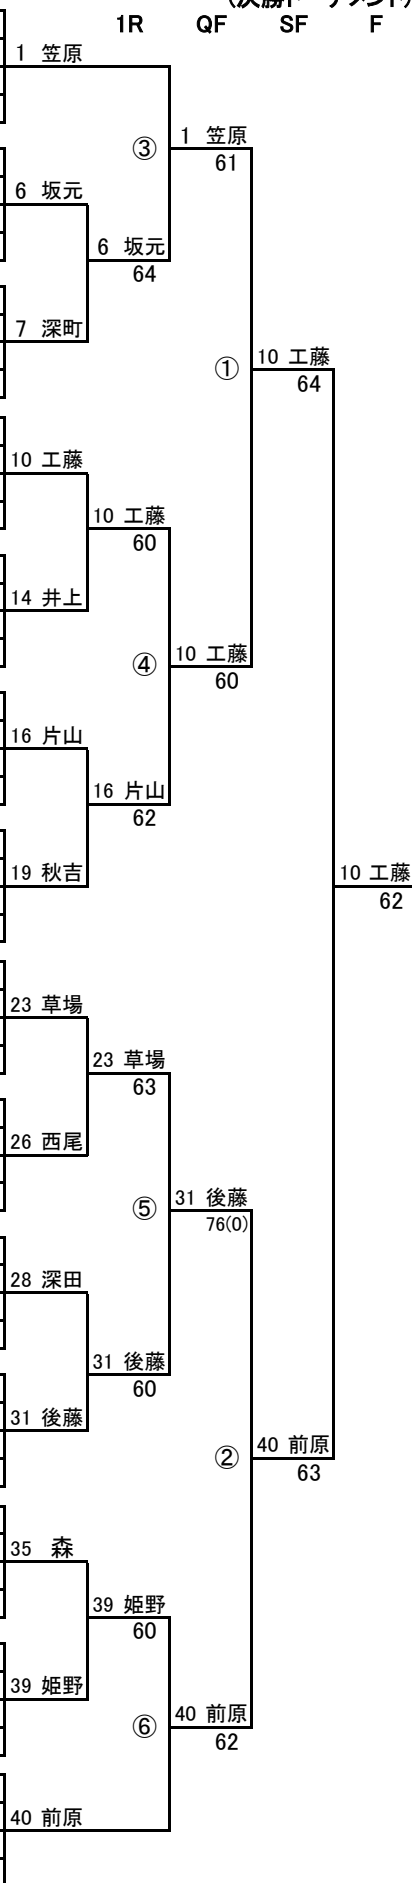 1R QF SF F
1 笠原
③
1 笠原
61
6 坂元
6 坂元
64
7 深町
①
10 工藤
64
10 工藤
10 工藤
60
14 井上
④
10 工藤
60
16 片山
16 片山
62
19 秋吉
10 工藤
62
23 草場
23 草場
63
26 西尾
⑤
31 後藤
76(0)
28 深田
31 後藤
60
31 後藤
②
40 前原
63
35 森
39 姫野
60
39 姫野
⑥
40 前原
62
40 前原